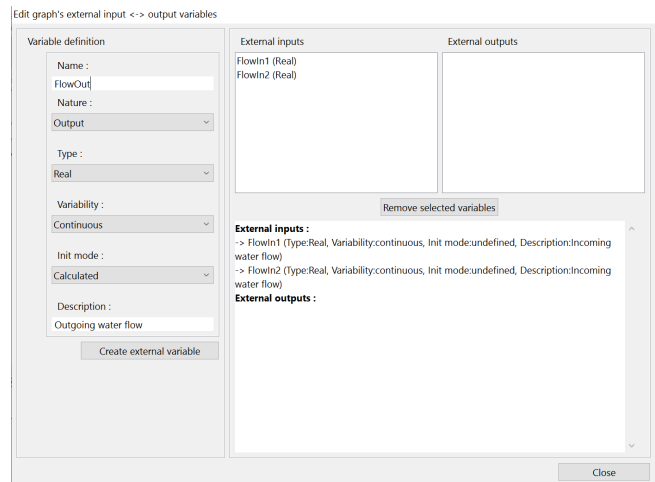 Edit graph's external input <-> output variables
Variable definition
Name :
FlowOut
Nature :
Output
Type :
Real
Variability :
Continuous
Init mode :
Calculated
Description :
Outgoing water flow
Create external variable
External inputs
External outputs
FlowIn1 (Real)
FlowIn2 (Real)
Remove selected variables
External inputs :
-> FlowIn1 (Type:Real, Variability:continuous, Init mode:undefined, Description:Incoming
water flow)
-> FlowIn2 (Type:Real, Variability:continuous, Init mode:undefined, Description:Incoming
water flow)
External outputs :
Close